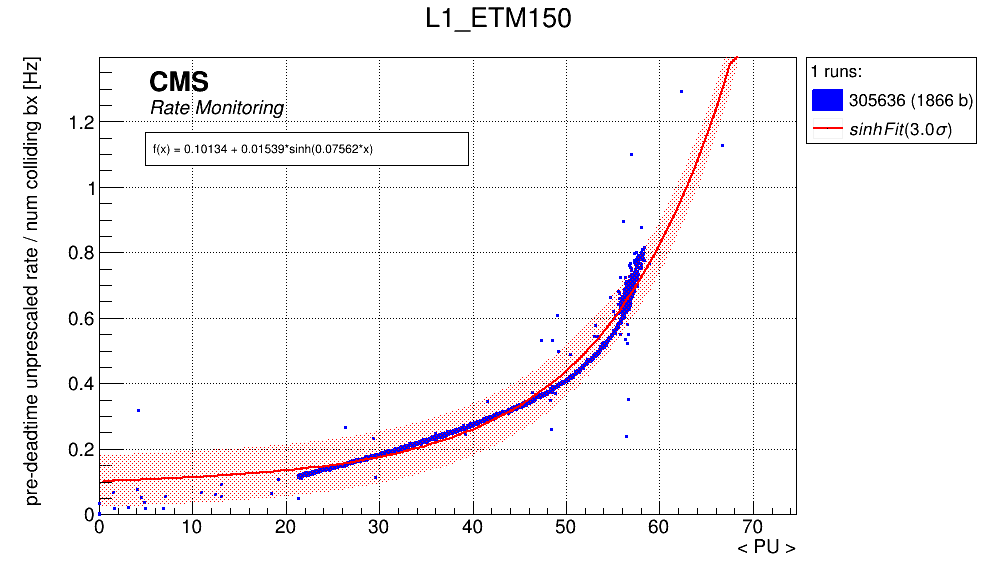 L1_ETM150
pre-deadtime unprescaled rate / num colliding bx [Hz]
CMS
Rate Monitoring
f(x) = 0.10134 + 0.01539*sinh(0.07562*x)
1.2
1
0.8
0.6
0.4
0.2
0
0 10 20 30 40 50 60 70
< PU >
1 runs:
305636 (1866 b)
sinhFit(3.0σ)